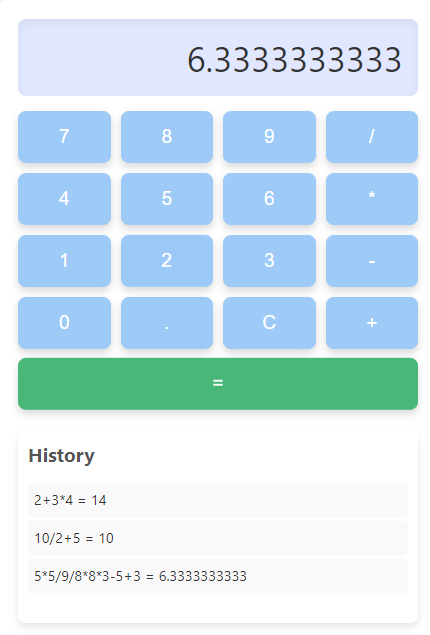 6.3333333333
7 8 9 /
4 5 6 *
1 2 3 -
0 . C +
=
History
2+3*4 = 14
10/2+5 = 10
5*5/9/8*8*3-5+3 = 6.3333333333